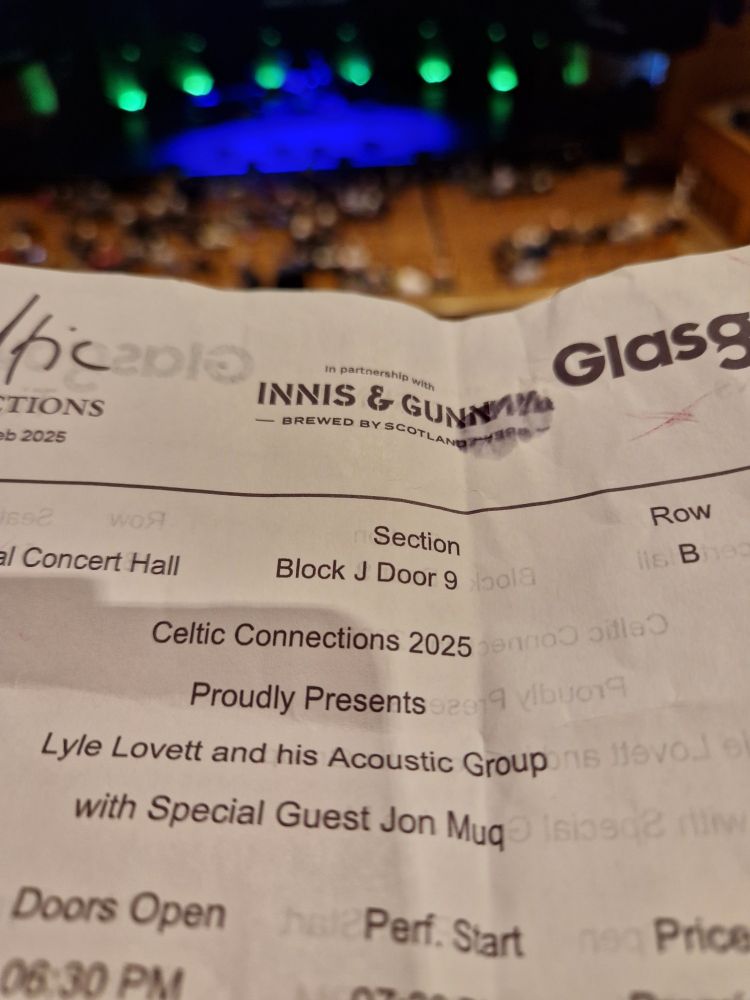 In partnership with
INNIS & GUNN
BREWED BY SCOTLAND
Glasg
CTIONS
eb 2025
Section
Row
al Concert Hall
Block J Door 9
B
Celtic Connections 2025
Proudly Presents
Lyle Lovett and his Acoustic Group
with Special Guest Jon Muq
Doors Open
Perf. Start
Price
06:30 PM